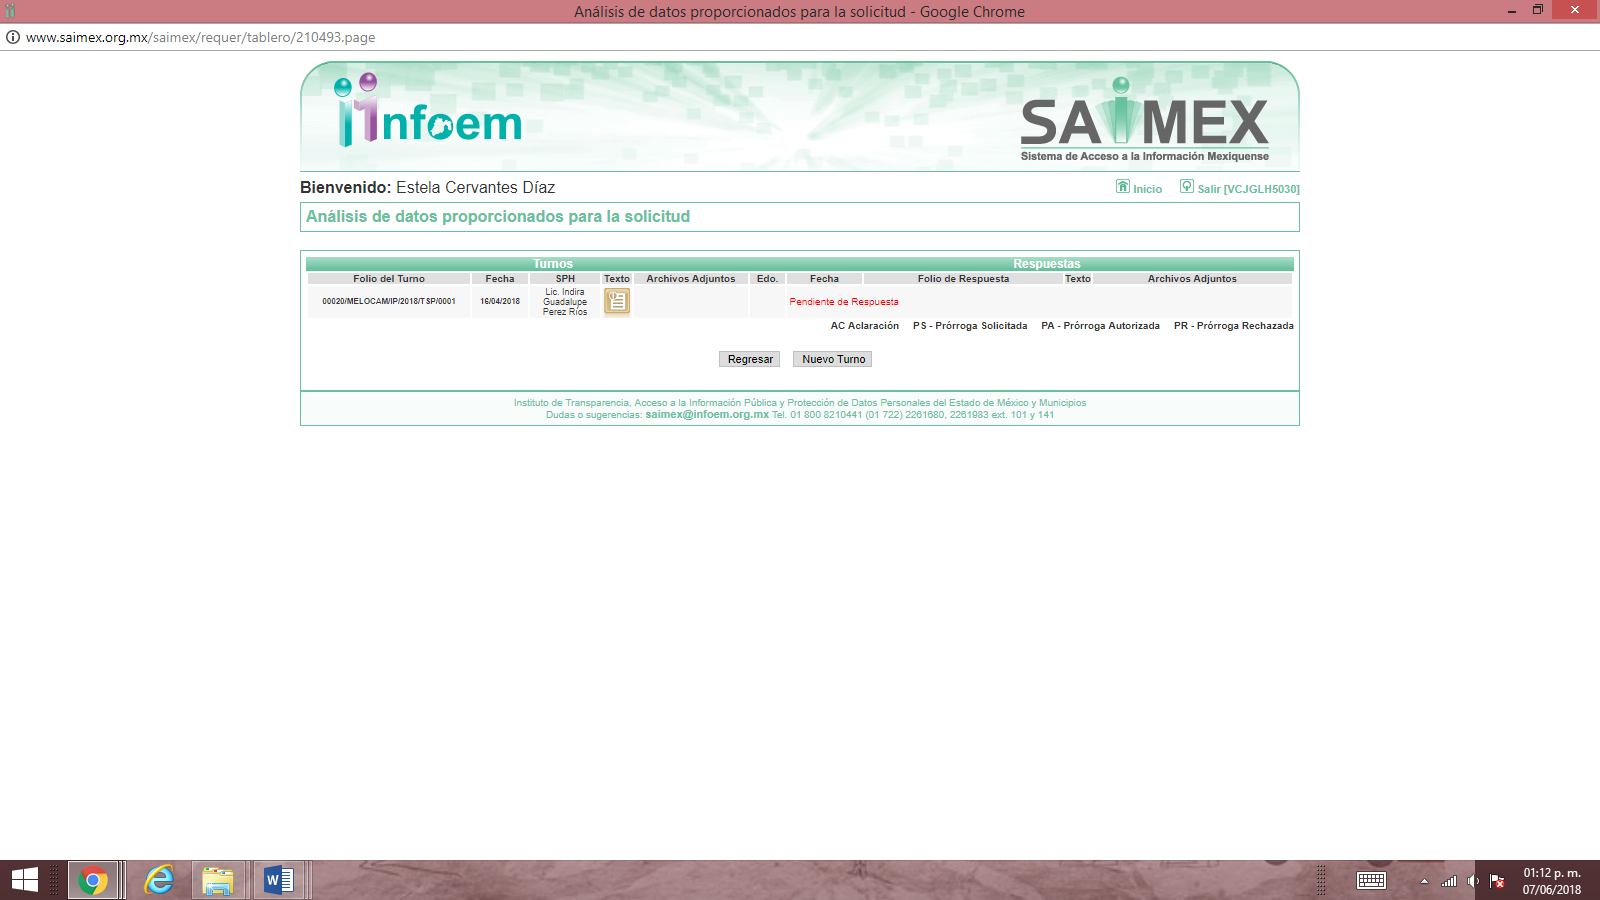 Análisis de datos proporcionados para la solicitud - Google Chrome
www.saimex.org.mx/saimex/requer/tablero/210493.page
infoem
SAIMEX
Sistema de Acceso a la Información Mexiquense
Bienvenido: Estela Cervantes Díaz
Inicio
Salir [VCJGLH5030]
Análisis de datos proporcionados para la solicitud
Turnos Respuestas
Folio del Turno Fecha SPH Texto Archivos Adjuntos Edo. Fecha Folio de Respuesta Texto Archivos Adjuntos
00020/MELOCAM/IP/2018/TSP/0001 16/04/2018 Lic. Indira
Guadalupe
Perez Ríos
Pendiente de Respuesta
AC Aclaración PS - Prórroga Solicitada PA - Prórroga Autorizada PR - Prórroga Rechazada
Regresar Nuevo Turno
Instituto de Transparencia, Acceso a la Información Pública y Protección de Datos Personales del Estado de México y Municipios
Dudas o sugerencias: saimex@infoem.org.mx Tel. 01 800 8210441 (01 722) 2261680, 2261983 ext. 101 y 141
01:12 p. m.
07/06/2018